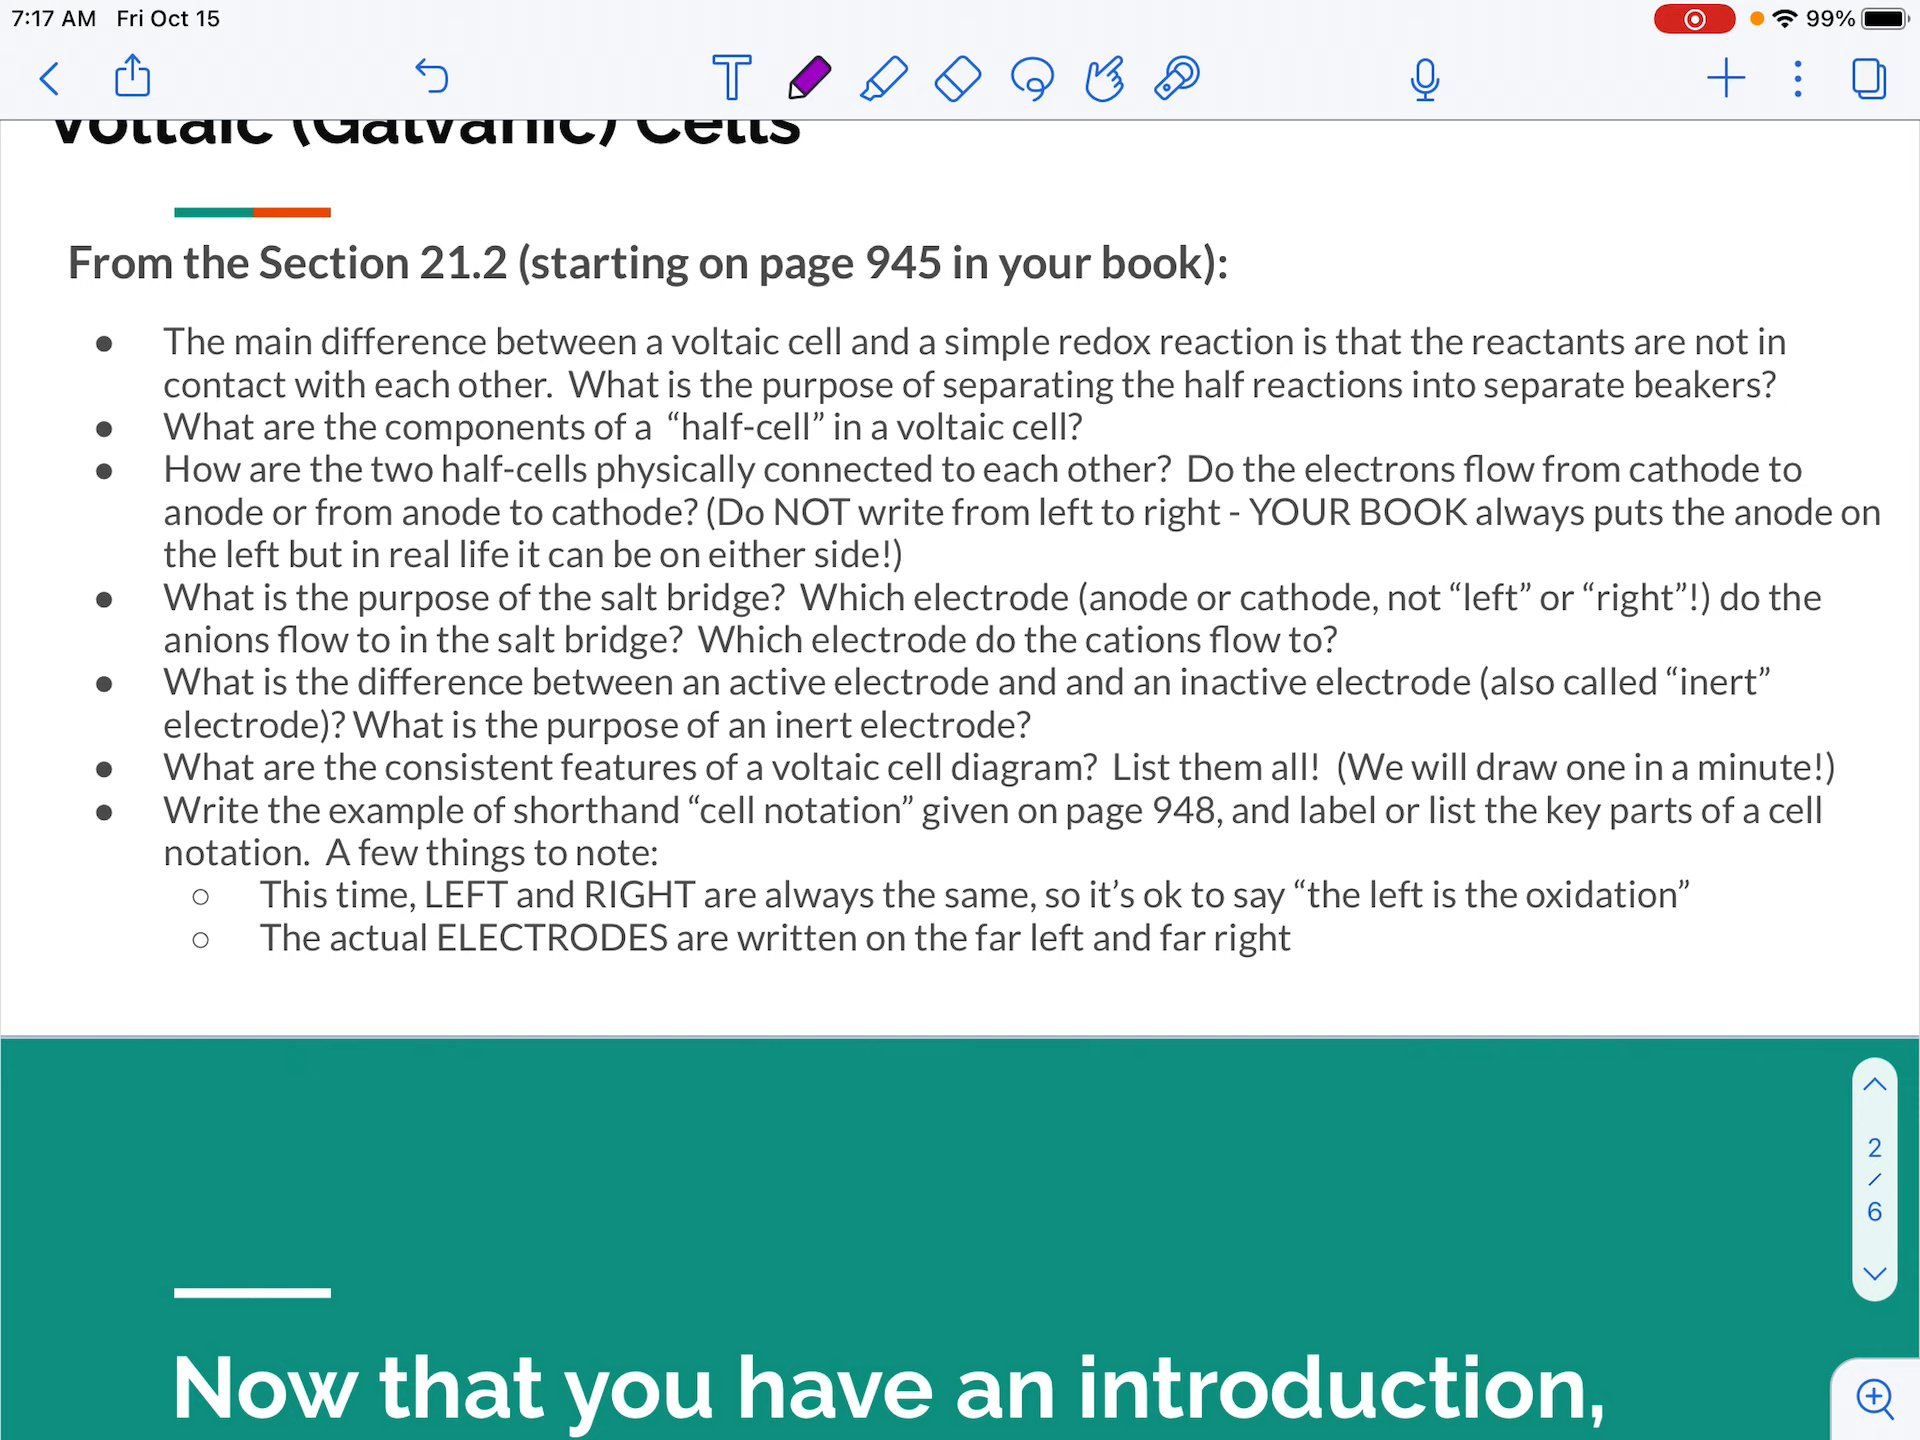 7:17 AM Fri Oct 15
99%
Voltaic (Galvanic) Cells
From the Section 21.2 (starting on page 945 in your book):
● The main difference between a voltaic cell and a simple redox reaction is that the reactants are not in
contact with each other. What is the purpose of separating the half reactions into separate beakers?
● What are the components of a “half-cell” in a voltaic cell?
● How are the two half-cells physically connected to each other? Do the electrons flow from cathode to
anode or from anode to cathode? (Do NOT write from left to right - YOUR BOOK always puts the anode on
the left but in real life it can be on either side!)
● What is the purpose of the salt bridge? Which electrode (anode or cathode, not “left” or “right”!) do the
anions flow to in the salt bridge? Which electrode do the cations flow to?
● What is the difference between an active electrode and and an inactive electrode (also called “inert”
electrode)? What is the purpose of an inert electrode?
● What are the consistent features of a voltaic cell diagram? List them all! (We will draw one in a minute!)
● Write the example of shorthand “cell notation” given on page 948, and label or list the key parts of a cell
notation. A few things to note:
○ This time, LEFT and RIGHT are always the same, so it’s ok to say “the left is the oxidation”
○ The actual ELECTRODES are written on the far left and far right
2
/
6
Now that you have an introduction,